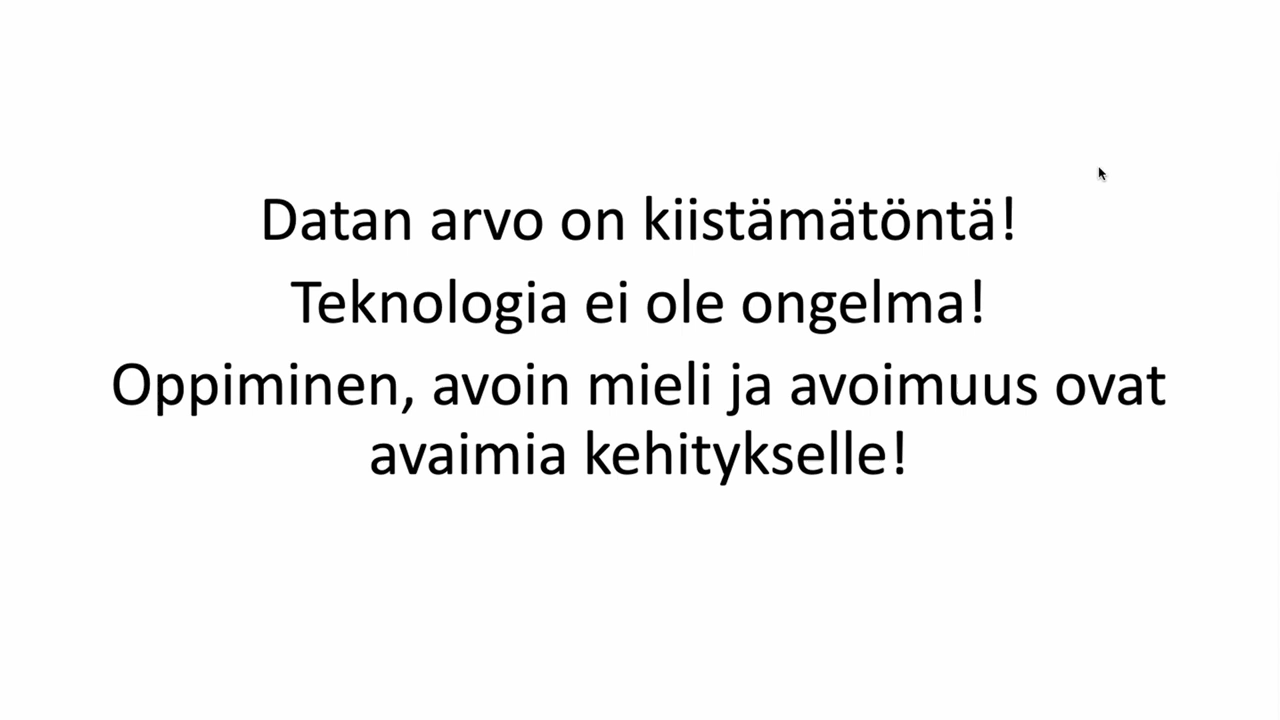 Datan arvo on kiistämätöntä!
Teknologia ei ole ongelma!
Oppiminen, avoin mieli ja avoimuus ovat
avaimia kehitykselle!